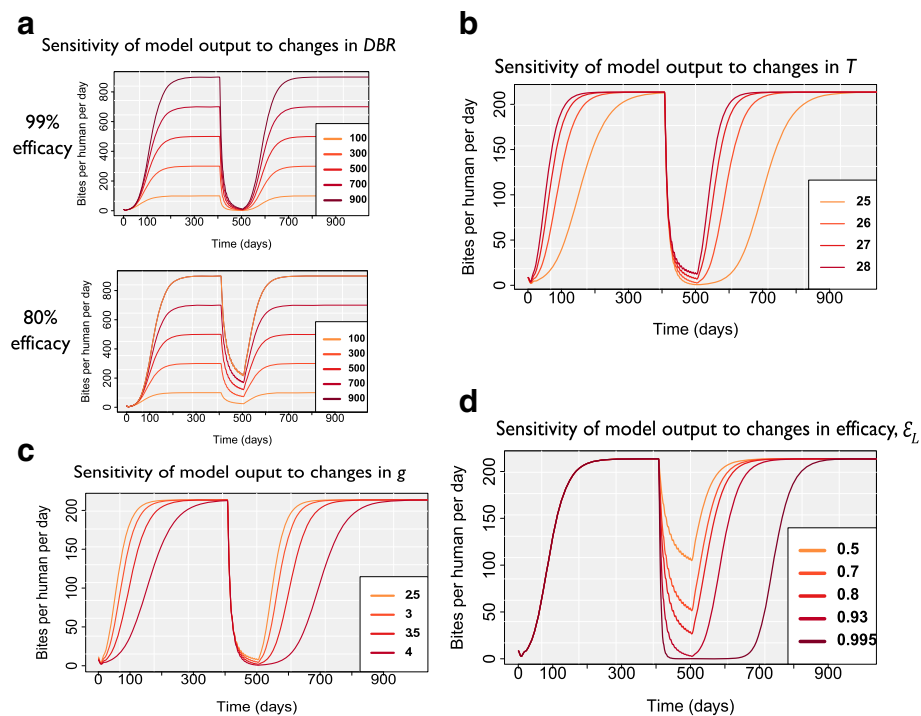 a
Sensitivity of model output to changes in DBR
99%
efficacy
Bites per human per day
0 200 400 600 800
0 100 300 500 700 900
Time (days)
100
300
500
700
900
80%
efficacy
Bites per human per day
0 200 400 600 800
0 100 300 500 700 900
Time (days)
100
300
500
700
900
b
Sensitivity of model output to changes in T
Bites per human per day
0 50 100 150 200
0 100 300 500 700 900
Time (days)
25
26
27
28
c
Sensitivity of model ouput to changes in g
Bites per human per day
0 50 100 150 200
0 100 300 500 700 900
Time (days)
25
3
35
4
d
Sensitivity of model output to changes in efficacy, ℰL
Bites per human per day
0 50 100 150 200
0 100 300 500 700 900
Time (days)
0.5
0.7
0.8
0.93
0.995